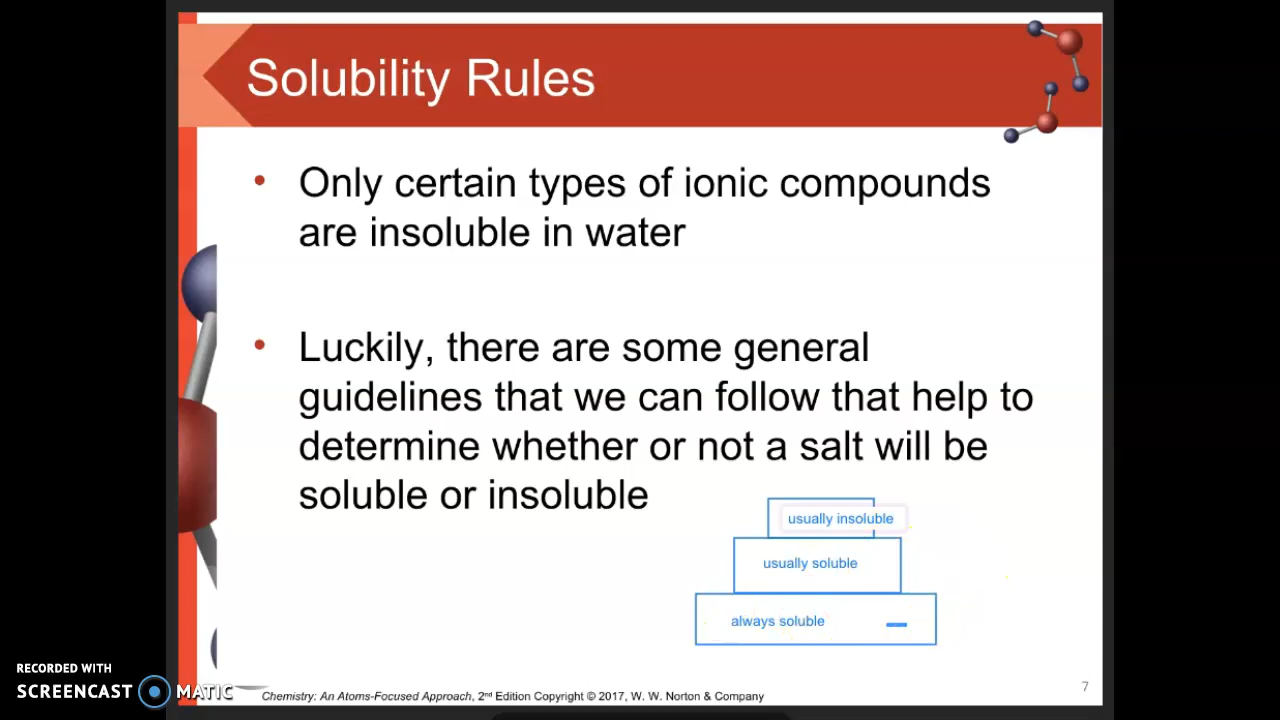 Solubility Rules
• Only certain types of ionic compounds
are insoluble in water
• Luckily, there are some general
guidelines that we can follow that help to
determine whether or not a salt will be
soluble or insoluble
usually insoluble
usually soluble
always soluble
RECORDED WITH
SCREENCAST MATIC
Chemistry: An Atoms-Focused Approach, 2nd Edition Copyright © 2017, W. W. Norton & Company
7